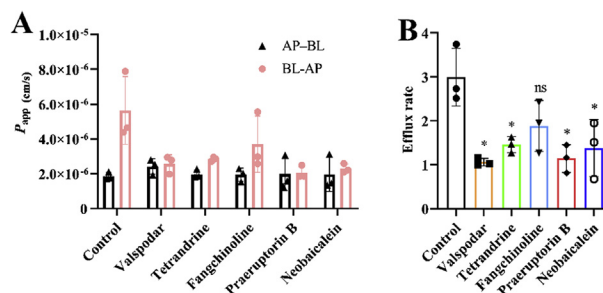 A
P_app (cm/s)
1.0×10⁻⁵
8.0×10⁻⁶
6.0×10⁻⁶
4.0×10⁻⁶
2.0×10⁻⁶
0.0
AP–BL
BL-AP
Control
Valspodar
Tetrandrine
Fangchinoline
Praeruptorin B
Neobaicalein
B
Efflux rate
4
3
2
1
0
*
*
ns
*
*
Control
Valspodar
Tetrandrine
Fangchinoline
Praeruptorin B
Neobaicalein